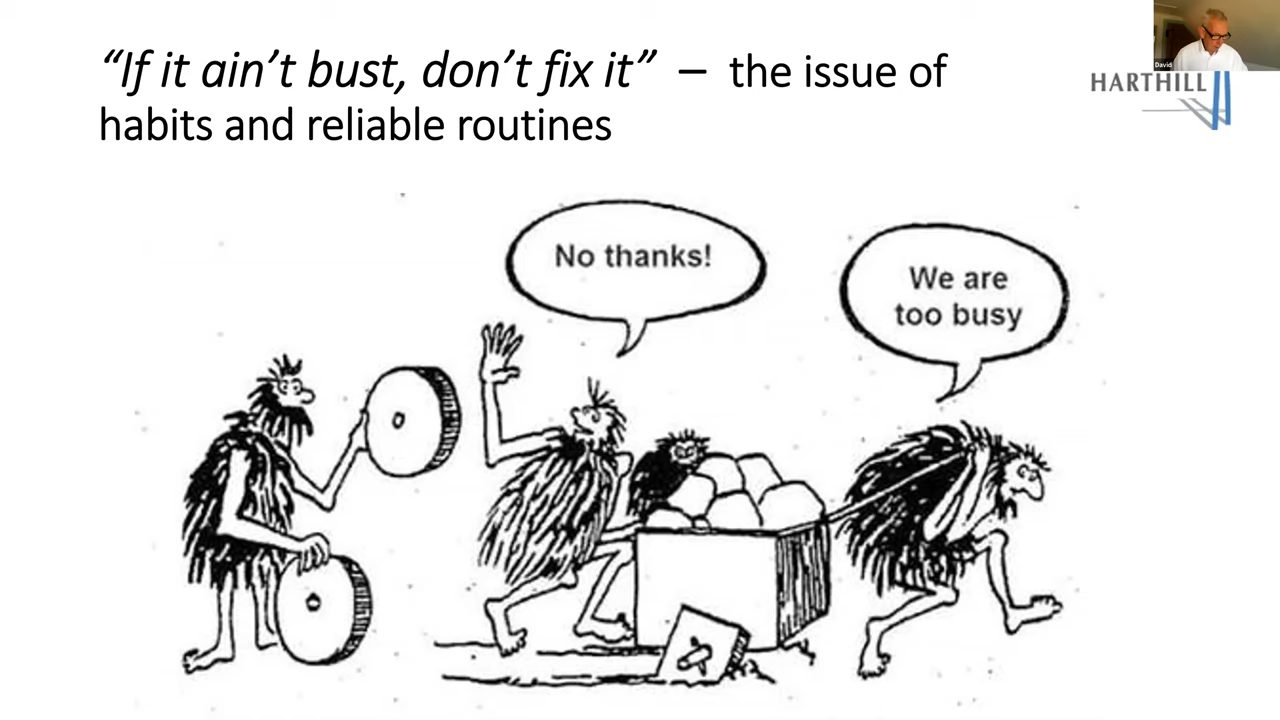 “If it ain’t bust, don’t fix it” – the issue of
habits and reliable routines
David
HARTHILL
No thanks!
We are
too busy